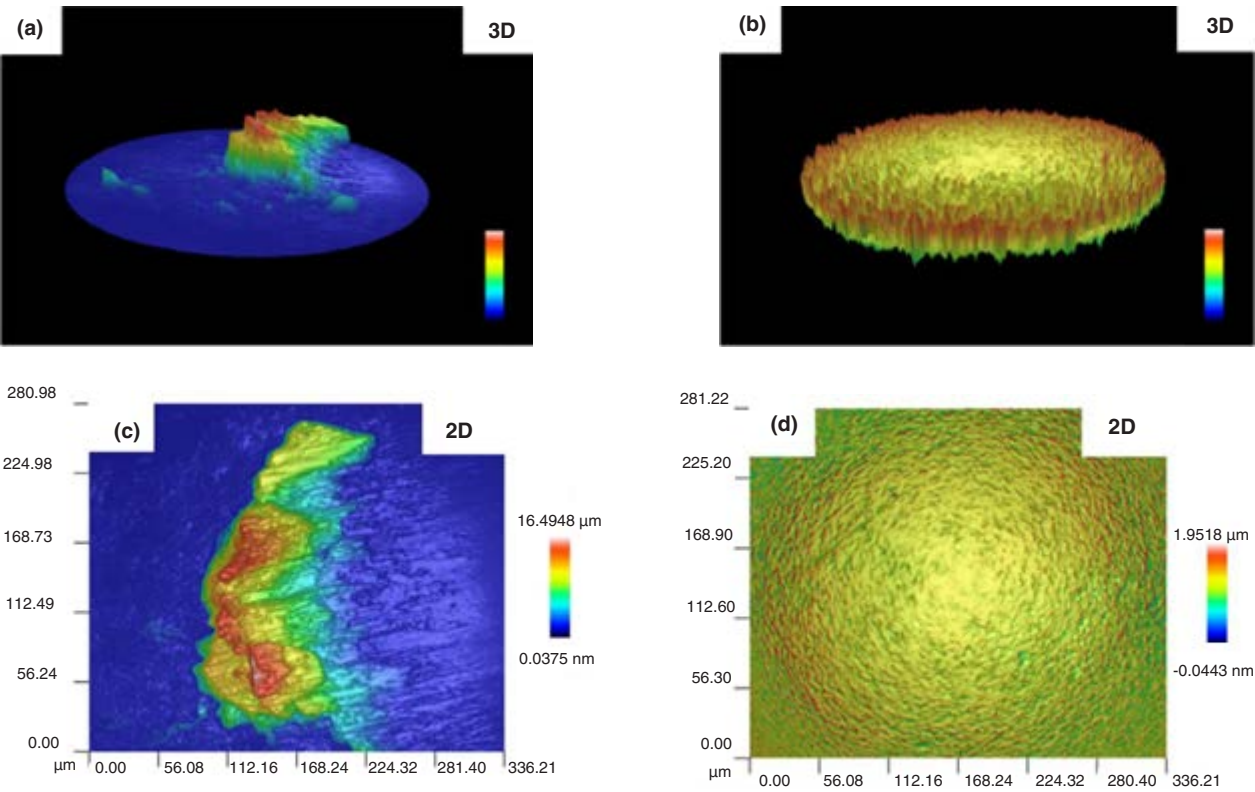 (a)
3D
(b)
3D
280.98
(c)
2D
224.98
168.73
112.49
56.24
0.00
µm 0.00 56.08 112.16 168.24 224.32 281.40 336.21
16.4948 µm
0.0375 nm
281.22
(d)
2D
225.20
168.90
112.60
56.30
0.00
µm 0.00 56.08 112.16 168.24 224.32 280.40 336.21
1.9518 µm
-0.0443 nm